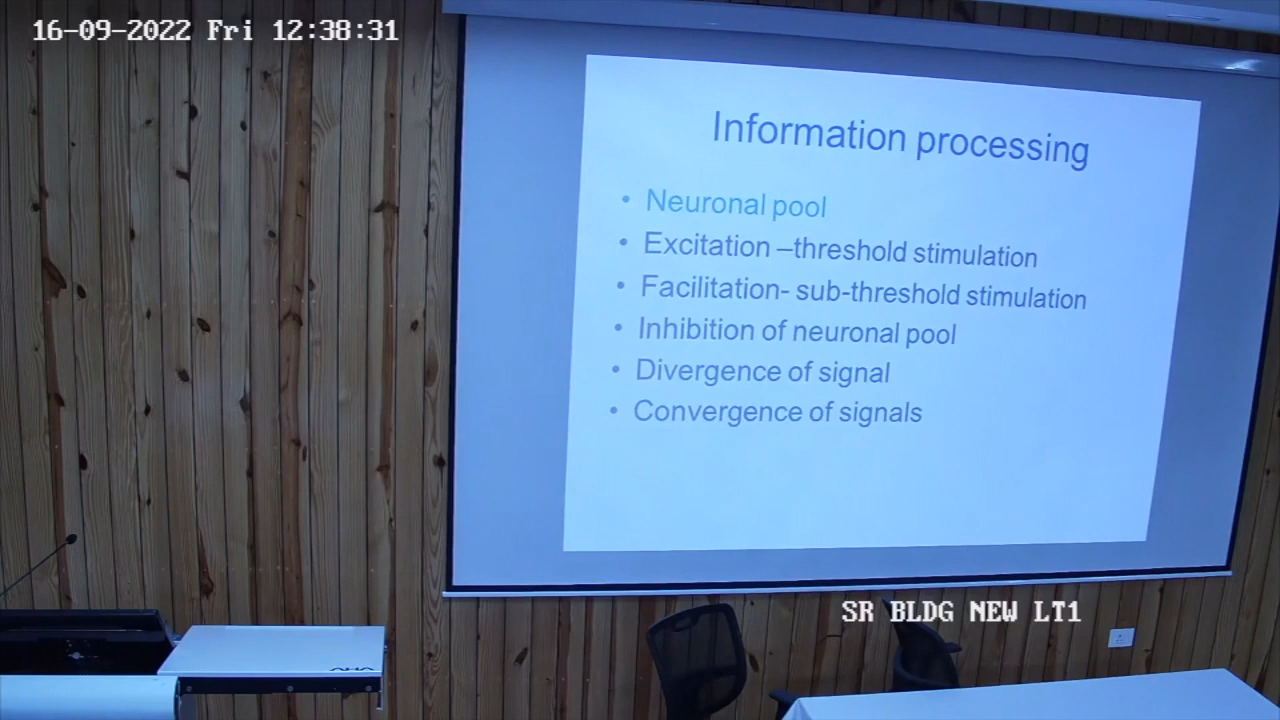 16-09-2022 Fri 12:38:31
Information processing
• Neuronal pool
• Excitation –threshold stimulation
• Facilitation- sub-threshold stimulation
• Inhibition of neuronal pool
• Divergence of signal
• Convergence of signals
SR BLDG NEW LT1
AHA